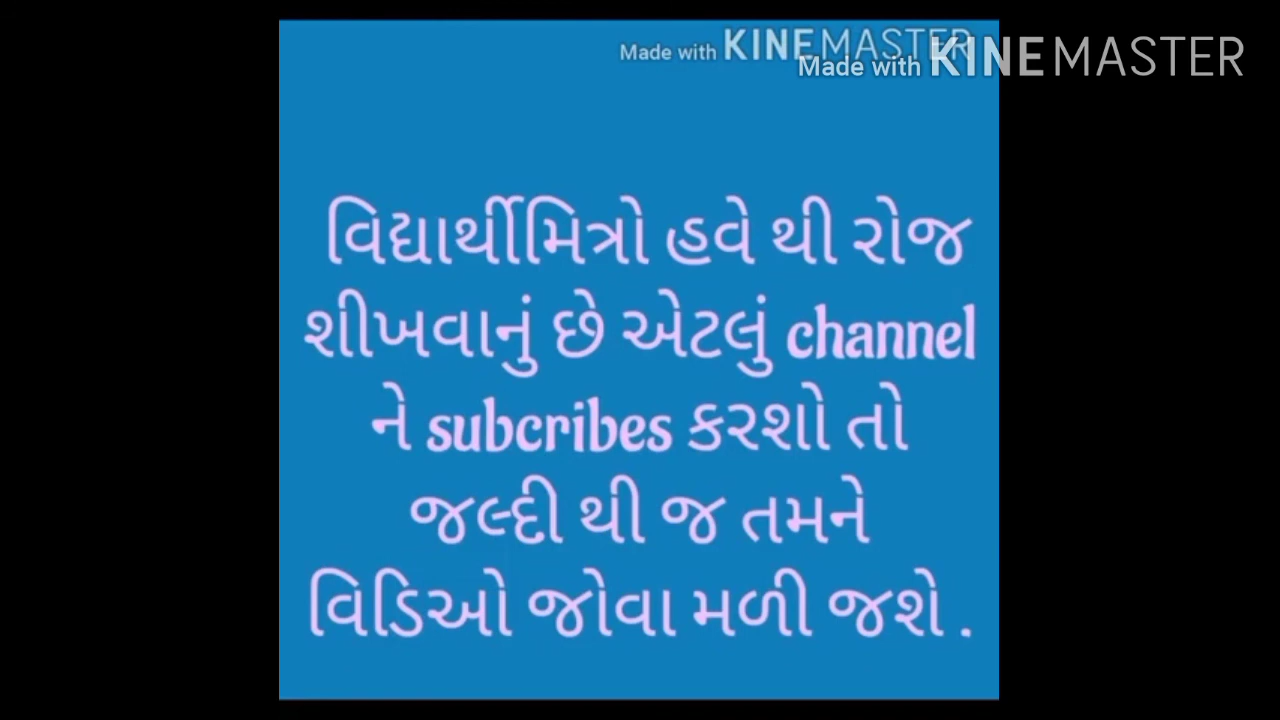 Made with KINEMASTER
Made with KINEMASTER
વિદ્યાર્થીમિત્રો હવે થી રોજ
શીખવાનું છે એટલું channel
ને subcribes કરશો તો
જલ્દી થી જ તમને
વિડિઓ જોવા મળી જશે .